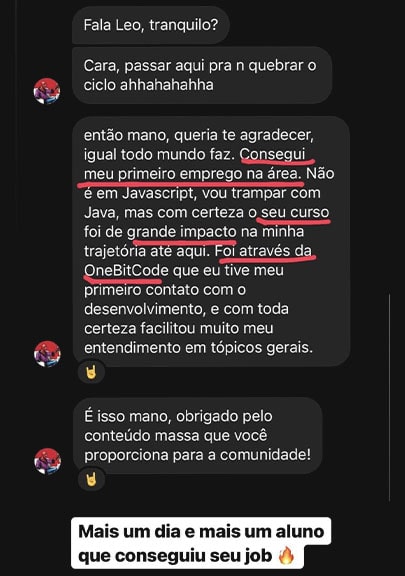 Fala Leo, tranquilo?
Cara, passar aqui pra n quebrar o
ciclo ahhahahahha
então mano, queria te agradecer,
igual todo mundo faz. Consegui
meu primeiro emprego na área. Não
é em Javascript, vou trampar com
Java, mas com certeza o seu curso
foi de grande impacto na minha
trajetória até aqui. Foi através da
OneBitCode que eu tive meu
primeiro contato com o
desenvolvimento, e com toda
certeza facilitou muito meu
entendimento em tópicos gerais.
🤘
É isso mano, obrigado pelo
conteúdo massa que você
proporciona para a comunidade!
🤘
Mais um dia e mais um aluno
que conseguiu seu job 🔥